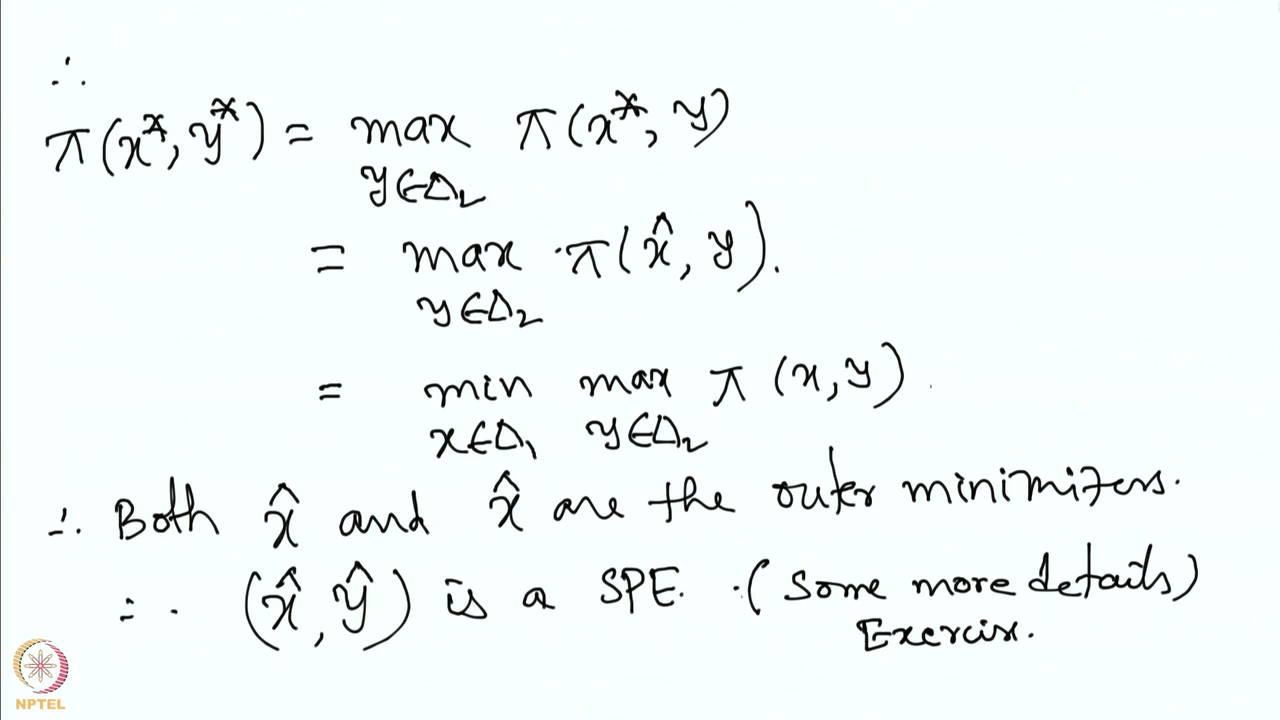 ∴
π(x*, y*) = max π(x*, y)
y∈Δ₂
= max π(x̂, y).
y∈Δ₂
= min max π(x, y).
x∈Δ₁ y∈Δ₂
∴ Both x̂ and x̂ are the outer minimizers.
∴ (x̂, ŷ) is a SPE. (Some more details)
Exercise.
NPTEL